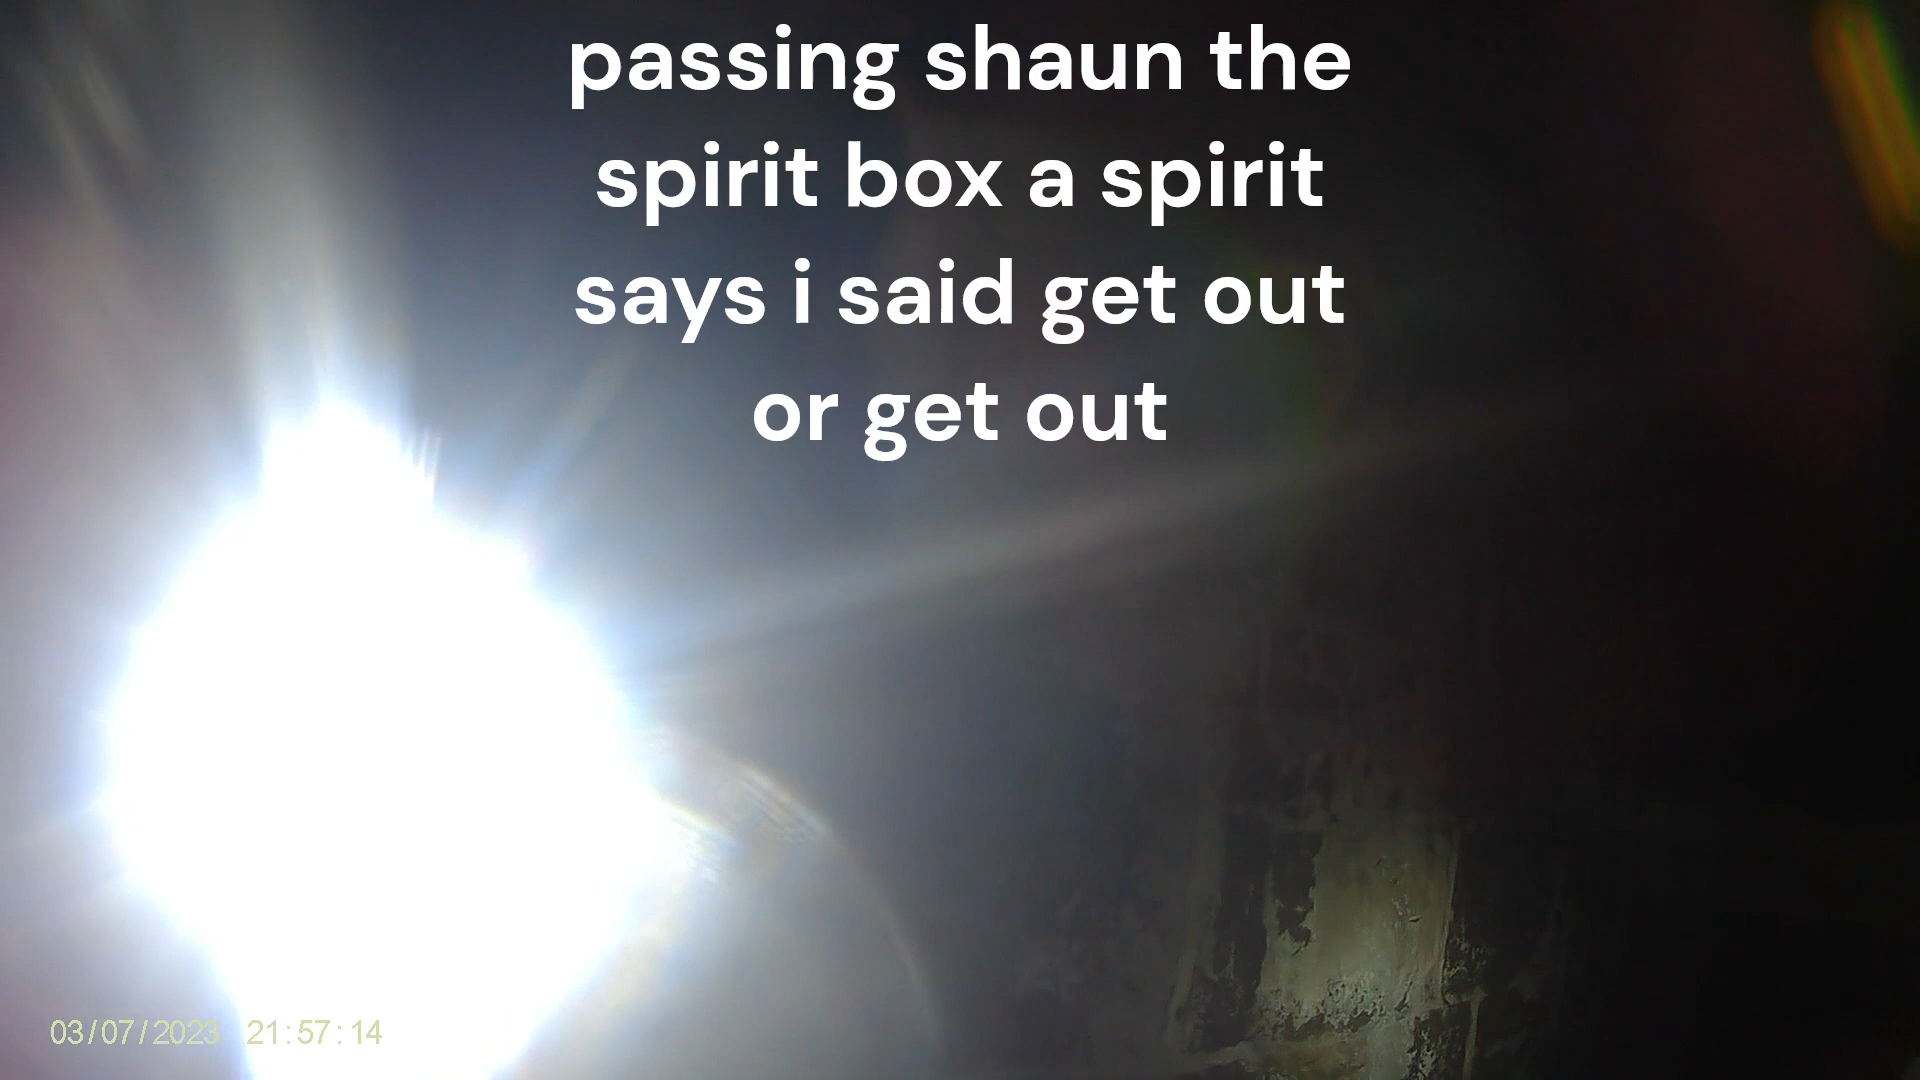 passing shaun the
spirit box a spirit
says i said get out
or get out
03/07/2023 21:57:14